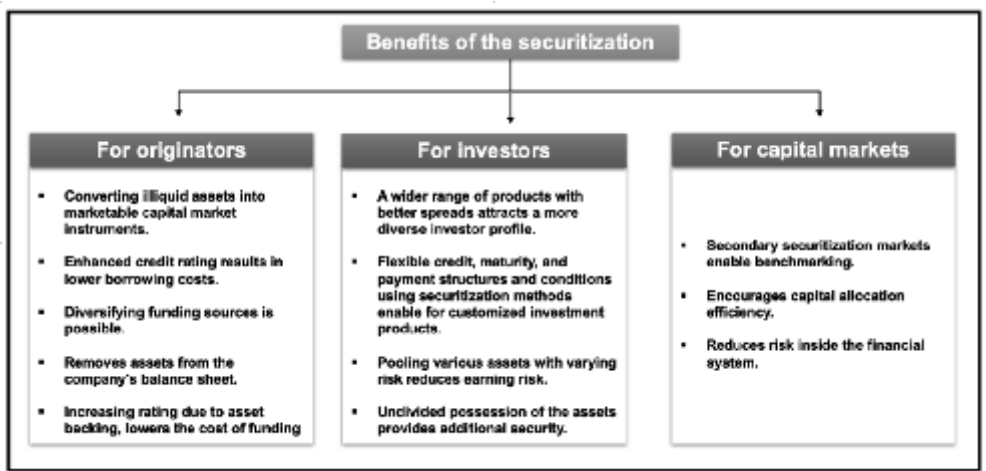 Benefits of the securitization
For originators
▪ Converting illiquid assets into
marketable capital market
instruments.
▪ Enhanced credit rating results in
lower borrowing costs.
▪ Diversifying funding sources is
possible.
▪ Removes assets from the
company's balance sheet.
▪ Increasing rating due to asset
backing, lowers the cost of funding
For investors
▪ A wider range of products with
better spreads attracts a more
diverse investor profile.
▪ Flexible credit, maturity, and
payment structures and conditions
using securitization methods
enable for customized investment
products.
▪ Pooling various assets with varying
risk reduces earning risk.
▪ Undivided possession of the assets
provides additional security.
For capital markets
▪ Secondary securitization markets
enable benchmarking.
▪ Encourages capital allocation
efficiency.
▪ Reduces risk inside the financial
system.